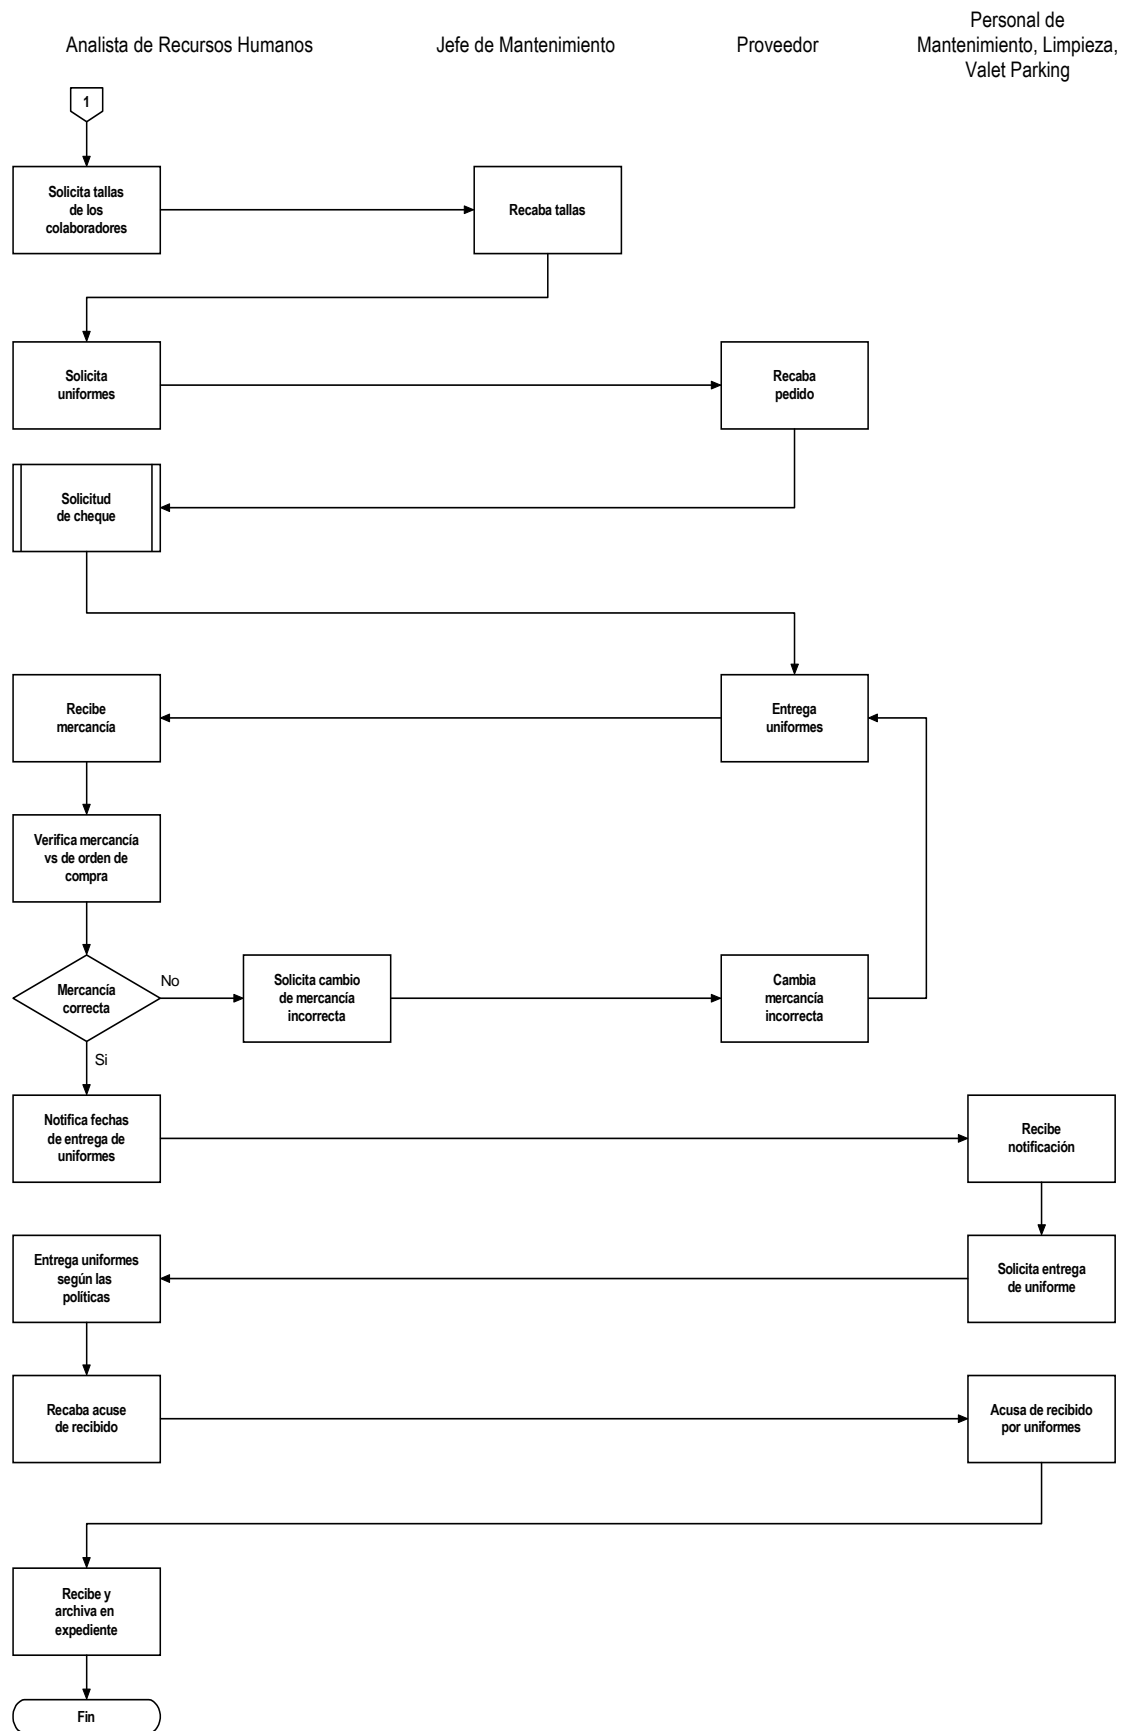 Analista de Recursos Humanos
Jefe de Mantenimiento
Proveedor
Personal de
Mantenimiento, Limpieza,
Valet Parking
1
Solicita tallas
de los
colaboradores
Recaba tallas
Solicita
uniformes
Recaba
pedido
Solicitud
de cheque
Recibe
mercancía
Entrega
uniformes
Verifica mercancía
vs de orden de
compra
Mercancía
correcta
No
Solicita cambio
de mercancía
incorrecta
Cambia
mercancía
incorrecta
Si
Notifica fechas
de entrega de
uniformes
Recibe
notificación
Entrega uniformes
según las
políticas
Solicita entrega
de uniforme
Recaba acuse
de recibido
Acusa de recibido
por uniformes
Recibe y
archiva en
expediente
Fin